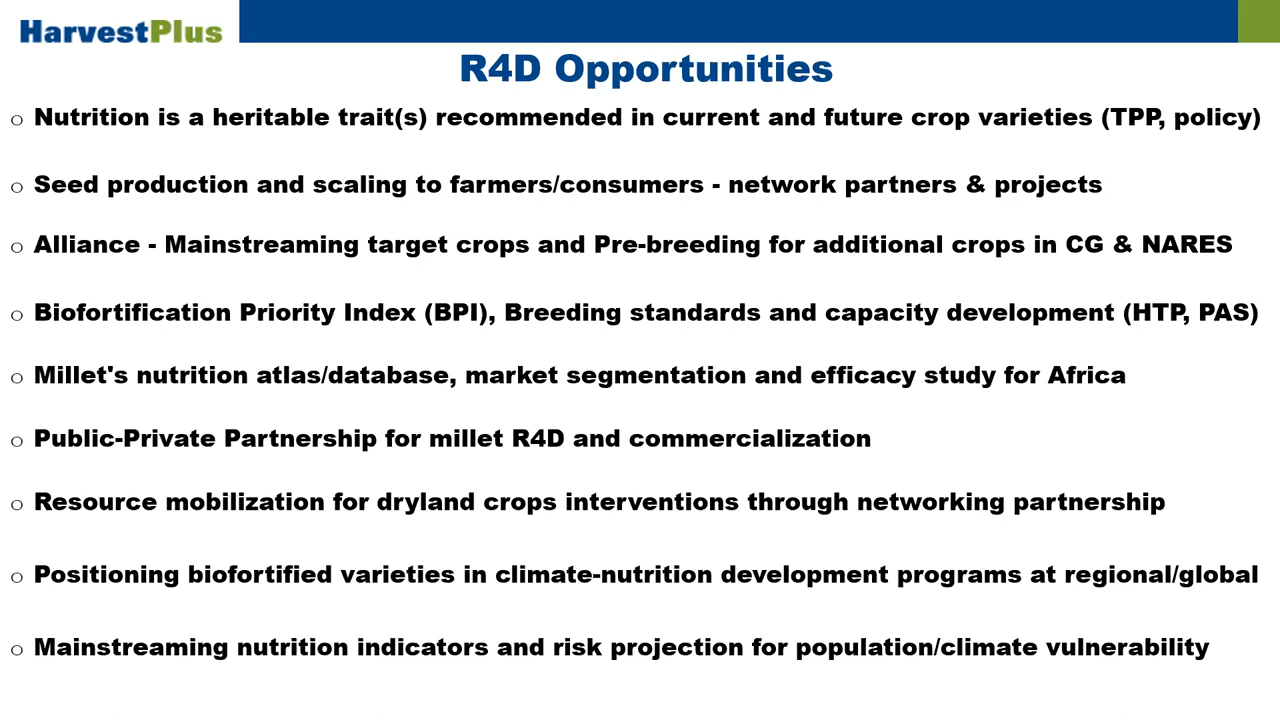 HarvestPlus
R4D Opportunities
o Nutrition is a heritable trait(s) recommended in current and future crop varieties (TPP, policy)
o Seed production and scaling to farmers/consumers - network partners & projects
o Alliance - Mainstreaming target crops and Pre-breeding for additional crops in CG & NARES
o Biofortification Priority Index (BPI), Breeding standards and capacity development (HTP, PAS)
o Millet's nutrition atlas/database, market segmentation and efficacy study for Africa
o Public-Private Partnership for millet R4D and commercialization
o Resource mobilization for dryland crops interventions through networking partnership
o Positioning biofortified varieties in climate-nutrition development programs at regional/global
o Mainstreaming nutrition indicators and risk projection for population/climate vulnerability